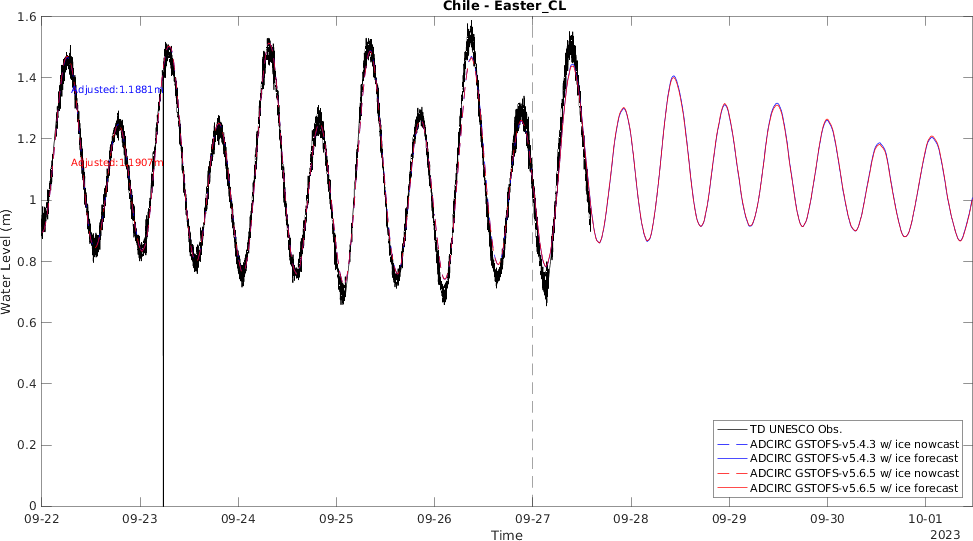 Chile - Easter_CL
1.6
1.4
1.2
1
0.8
0.6
0.4
0.2
0
Water Level (m)
Adjusted:1.1881m
Adjusted:1.1907m
TD UNESCO Obs.
ADCIRC GSTOFS-v5.4.3 w/ ice nowcast
ADCIRC GSTOFS-v5.4.3 w/ ice forecast
ADCIRC GSTOFS-v5.6.5 w/ ice nowcast
ADCIRC GSTOFS-v5.6.5 w/ ice forecast
09-22 09-23 09-24 09-25 09-26 09-27 09-28 09-29 09-30 10-01
Time
2023